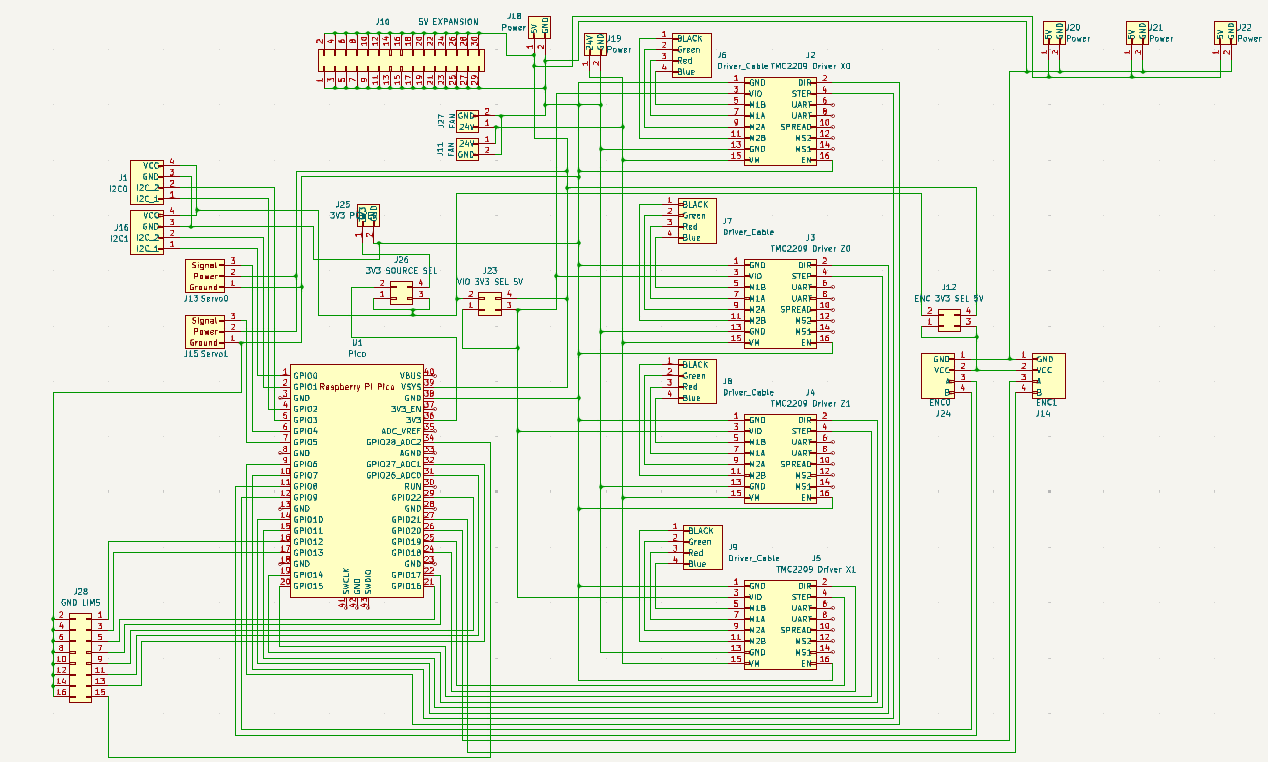 J10 5V EXPANSION
2 4 6 8 10 12 14 16 18 20 22 24 26 28 30
1 3 5 7 9 11 13 15 17 19 21 23 25 27 29
J18
Power
5V GND
1 2
J19
Power
24V GND
1 2
J20
Power
5V GND
1 2
J21
Power
5V GND
1 2
J22
Power
5V GND
1 2
J27
FAN
GND 2
24V 1
J11
FAN
24V 1
GND 2
J1
I2C0
VCC 4
GND 3
I2C_2 2
I2C_1 1
J16
I2C1
VCC 4
GND 3
I2C_2 2
I2C_1 1
J13 Servo0
Signal 3
Power 2
Ground 1
J15 Servo1
Signal 3
Power 2
Ground 1
J25
1 2
J26
3V3 SOURCE SEL
2 4
1 3
J23
VIO 3V3 SEL 5V
2 4
1 3
J12
ENC 3V3 SEL 5V
2 4
1 3
U1
Pico
Raspberry Pi Pico
1 GPIO0
2 GPIO1
3 GND
4 GPIO2
5 GPIO3
6 GPIO4
7 GPIO5
8 GND
9 GPIO6
10 GPIO7
11 GPIO8
12 GPIO9
13 GND
14 GPIO10
15 GPIO11
16 GPIO12
17 GPIO13
18 GND
19 GPIO14
20 GPIO15
VBUS 40
VSYS 39
GND 38
3V3_EN 37
3V3 36
ADC_VREF 35
GPIO28_ADC2 34
AGND 33
GPIO27_ADC1 32
GPIO26_ADC0 31
RUN 30
GPIO22 29
GND 28
GPIO21 27
GPIO20 26
GPIO19 25
GPIO18 24
GND 23
GPIO17 22
GPIO16 21
SWCLK GND SWDIO
41 42 43
J28
GND LIMS
2 1
4 3
6 5
8 7
10 9
12 11
14 13
16 15
J6
Driver_Cable
1 BLACK
2 Green
3 Red
4 Blue
J2
TMC2209 Driver X0
1 GND DIR 2
3 VIO STEP 4
5 M1B UART 6
7 M1A UART 8
9 M2A SPREAD 10
11 M2B MS2 12
13 GND MS1 14
15 VM EN 16
J7
Driver_Cable
1 BLACK
2 Green
3 Red
4 Blue
J3
TMC2209 Driver Z0
1 GND DIR 2
3 VIO STEP 4
5 M1B UART 6
7 M1A UART 8
9 M2A SPREAD 10
11 M2B MS2 12
13 GND MS1 14
15 VM EN 16
J8
Driver_Cable
1 BLACK
2 Green
3 Red
4 Blue
J4
TMC2209 Driver Z1
1 GND DIR 2
3 VIO STEP 4
5 M1B UART 6
7 M1A UART 8
9 M2A SPREAD 10
11 M2B MS2 12
13 GND MS1 14
15 VM EN 16
J9
Driver_Cable
1 BLACK
2 Green
3 Red
4 Blue
J5
TMC2209 Driver X1
1 GND DIR 2
3 VIO STEP 4
5 M1B UART 6
7 M1A UART 8
9 M2A SPREAD 10
11 M2B MS2 12
13 GND MS1 14
15 VM EN 16
GND 1
VCC 2
A 3
B 4
ENC0
J24
1 GND
2 VCC
3 A
4 B
ENC1
J14